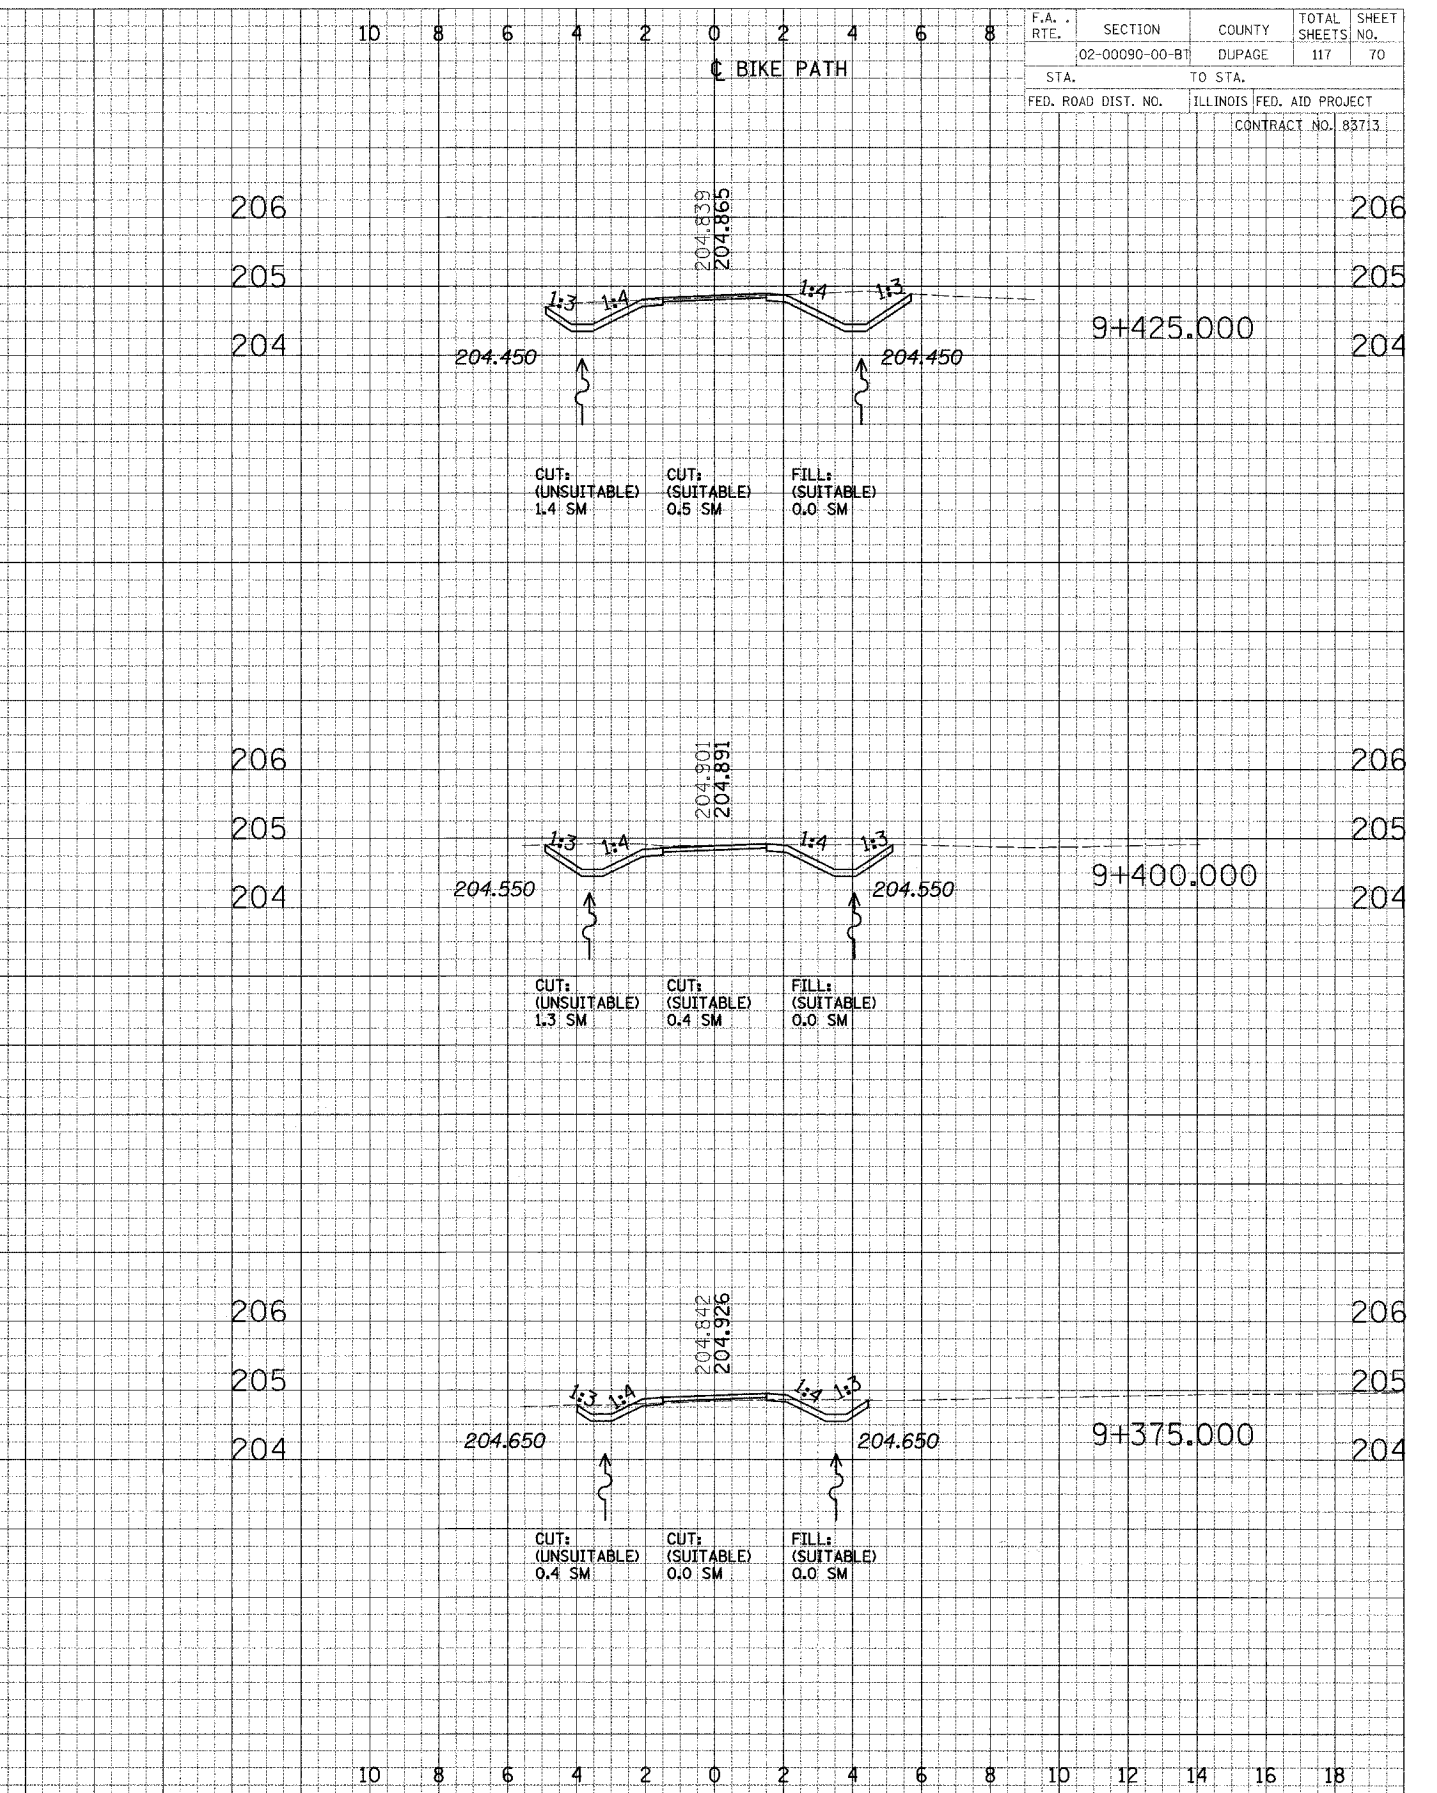 10 8 6 4 2 0 2 4 6 8
℄ BIKE PATH
F.A. RTE. SECTION COUNTY TOTAL SHEETS SHEET NO.
02-00090-00-BT DUPAGE 117 70
STA. TO STA.
FED. ROAD DIST. NO. ILLINOIS FED. AID PROJECT
CONTRACT NO. 83713
204.839
204.865
206 206
205 205
1:3 1:4 1:4 1:3
9+425.000
204 204
204.450 204.450
CUT: CUT: FILL:
(UNSUITABLE) (SUITABLE) (SUITABLE)
1.4 SM 0.5 SM 0.0 SM
204.901
204.891
206 206
205 205
1:3 1:4 1:4 1:3
9+400.000
204 204
204.550 204.550
CUT: CUT: FILL:
(UNSUITABLE) (SUITABLE) (SUITABLE)
1.3 SM 0.4 SM 0.0 SM
204.842
204.926
206 206
205 205
1:3 1:4 1:4 1:3
9+375.000
204 204
204.650 204.650
CUT: CUT: FILL:
(UNSUITABLE) (SUITABLE) (SUITABLE)
0.4 SM 0.0 SM 0.0 SM
10 8 6 4 2 0 2 4 6 8 10 12 14 16 18